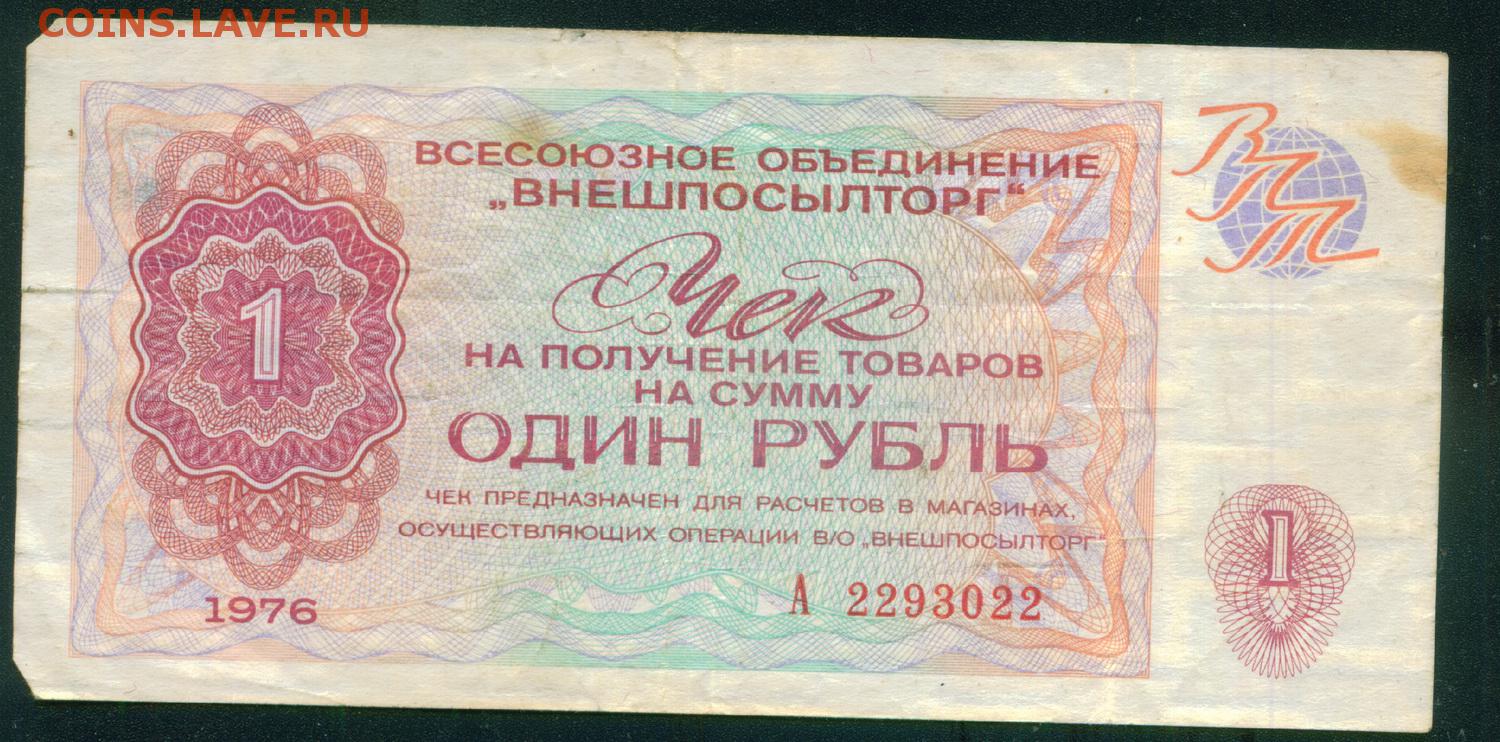 COINS.LAVE.RU
ВСЕСОЮЗНОЕ ОБЪЕДИНЕНИЕ
„ВНЕШПОСЫЛТОРГ“
ВПТ
Чек
1
НА ПОЛУЧЕНИЕ ТОВАРОВ
НА СУММУ
ОДИН РУБЛЬ
ЧЕК ПРЕДНАЗНАЧЕН ДЛЯ РАСЧЕТОВ В МАГАЗИНАХ,
ОСУЩЕСТВЛЯЮЩИХ ОПЕРАЦИИ В/О „ВНЕШПОСЫЛТОРГ“
1
1976
А 2293022